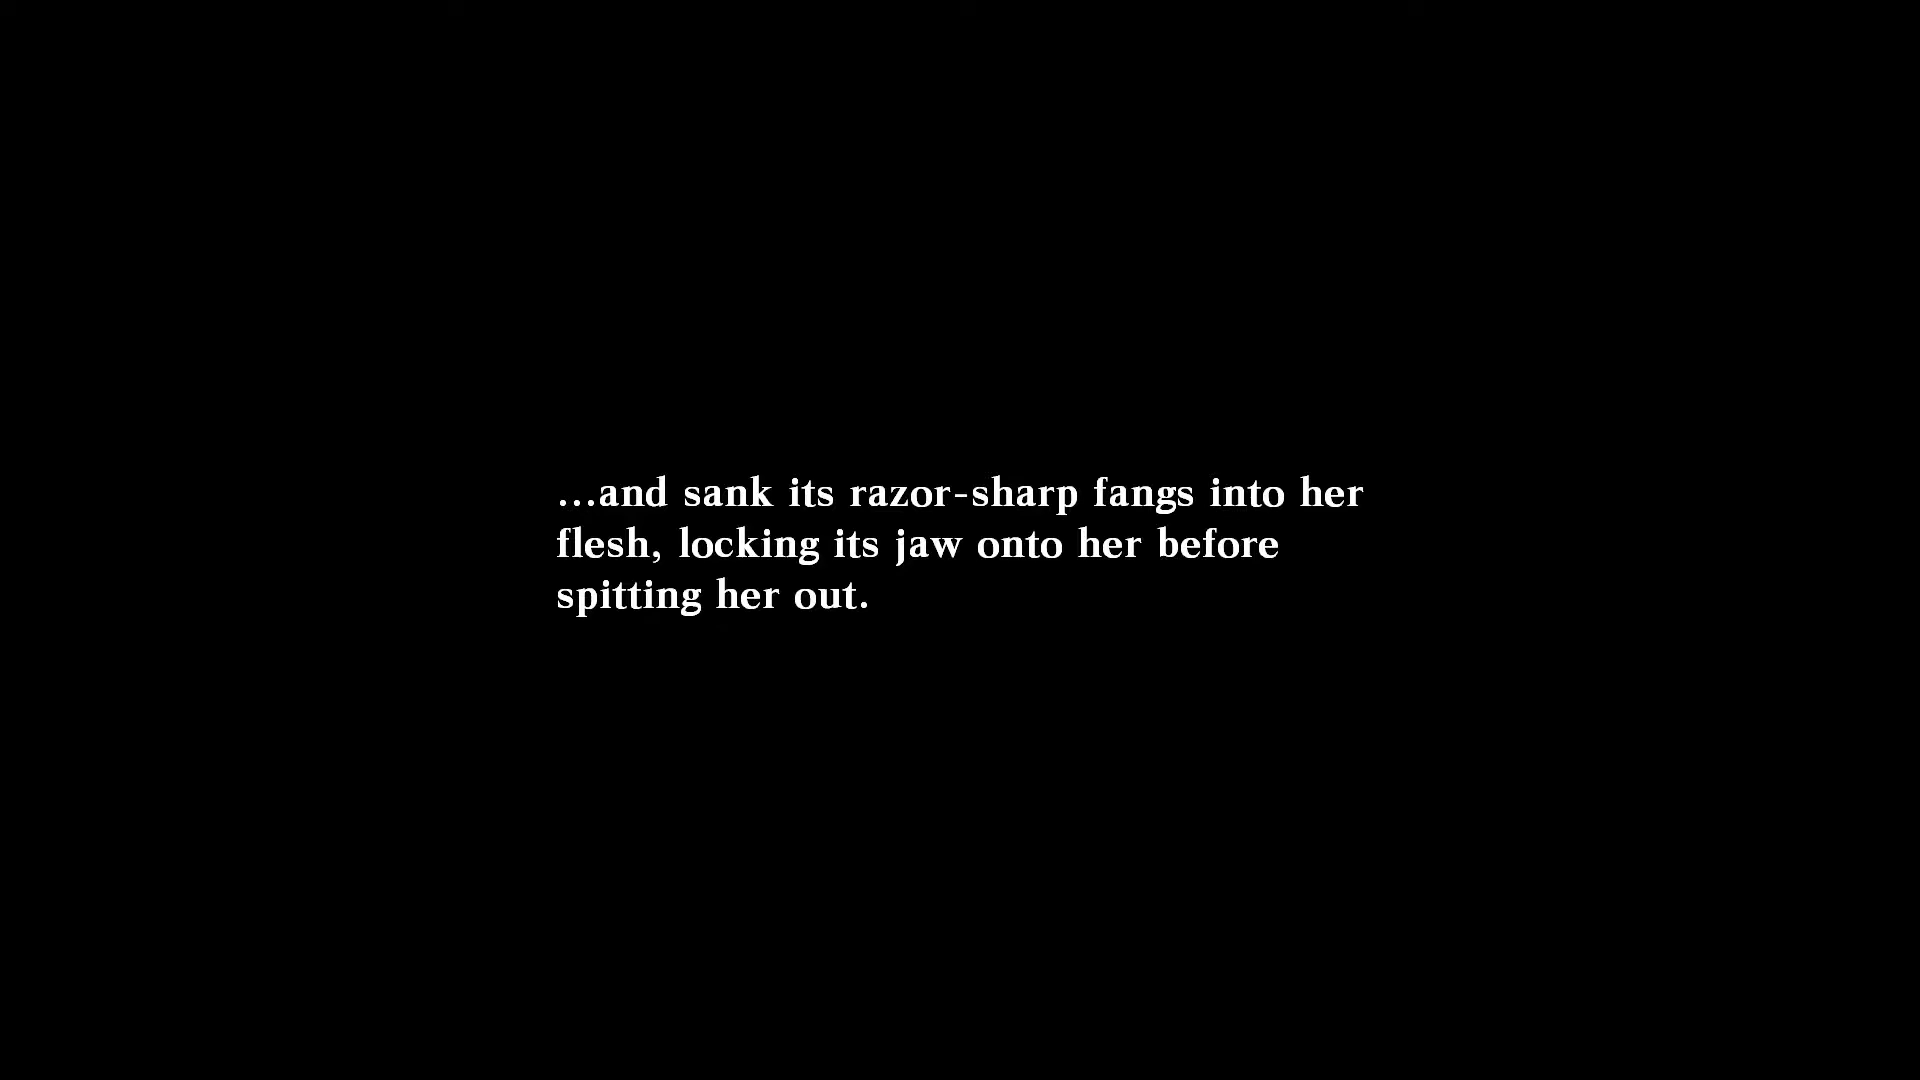 ...and sank its razor-sharp fangs into her
flesh, locking its jaw onto her before
spitting her out.